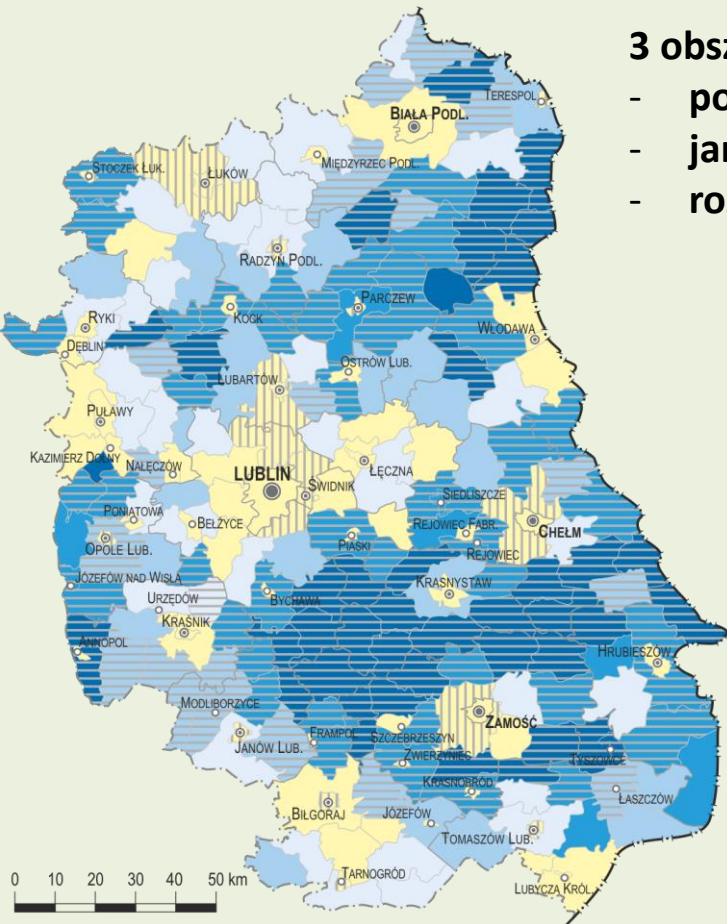 3 obsz
- po
- jar
- ro
TERESPOL
BIAŁA PODL.
MIĘDZYRZEC PODL.
STOCZEK ŁUK.
ŁUKÓW
RADZYŃ PODL.
PARCZEW
KOCK
RYKI
WŁODAWA
DĘBLIN
OSTRÓW LUB.
LUBARTÓW
PUŁAWY
KAZIMIERZ DOLNY
NAŁĘCZÓW
LUBLIN
ŁĘCZNA
ŚWIDNIK
SIEDLISZCZE
PONIATOWA
BEŁŻYCE
REJOWIEC FABR.
CHEŁM
OPOLE LUB.
PIASKI
REJOWIEC
JÓZEFÓW NAD WISŁĄ
KRASNYSTAW
URZĘDÓW
BYCHAWA
KRAŚNIK
ANNOPOL
HRUBIESZÓW
MODLIBORZYCE
ZAMOŚĆ
JANÓW LUB.
FRAMPOL
SZCZEBRZESZYN
ZWIERZYNIEC
TYSZOWCE
KRASNOBRÓD
ŁASZCZÓW
BIŁGORAJ
JÓZEFÓW
TOMASZÓW LUB.
TARNOGRÓD
LUBYCZA KRÓL.
0 10 20 30 40 50 km